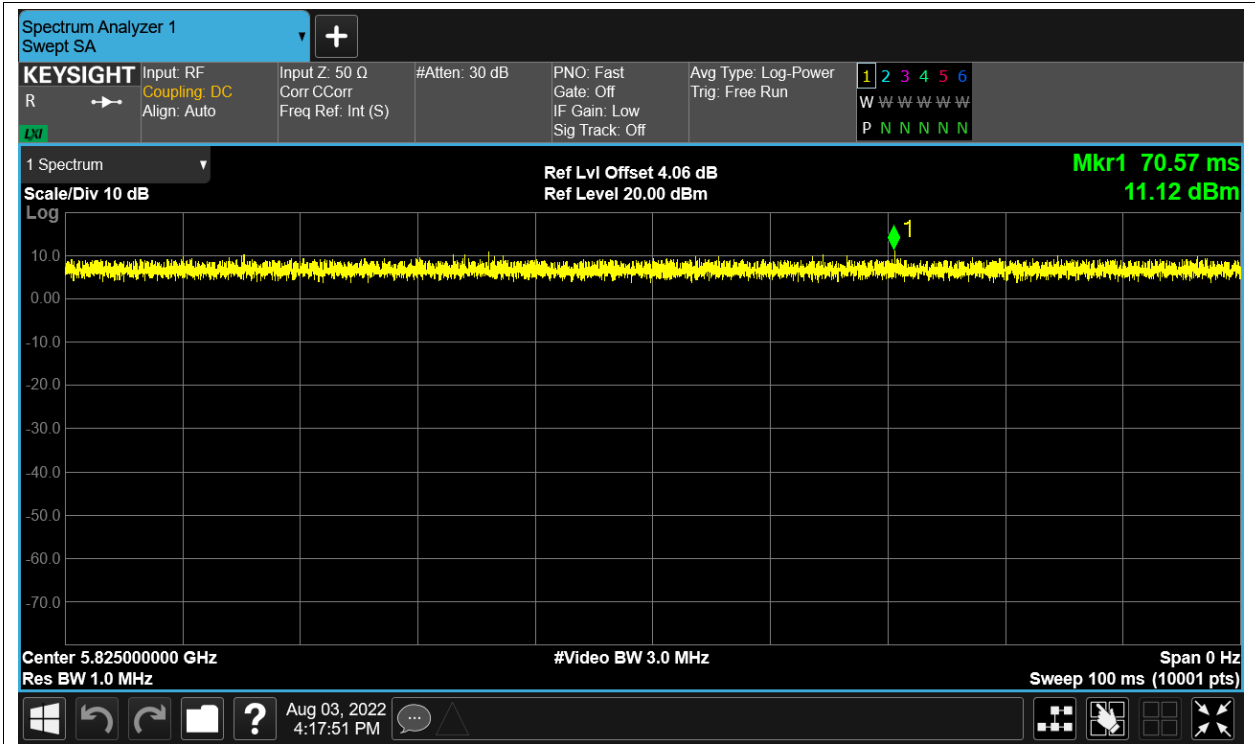 Spectrum Analyzer 1
Swept SA
KEYSIGHT
R
LXI
Input: RF
Coupling: DC
Align: Auto
Input Z: 50 Ω
Corr CCorr
Freq Ref: Int (S)
#Atten: 30 dB
PNO: Fast
Gate: Off
IF Gain: Low
Sig Track: Off
Avg Type: Log-Power
Trig: Free Run
1 2 3 4 5 6
W W W W W W
P N N N N N
1 Spectrum
Scale/Div 10 dB
Ref Lvl Offset 4.06 dB
Ref Level 20.00 dBm
Mkr1 70.57 ms
11.12 dBm
Log
1
10.0
0.00
-10.0
-20.0
-30.0
-40.0
-50.0
-60.0
-70.0
Center 5.825000000 GHz
#Video BW 3.0 MHz
Span 0 Hz
Res BW 1.0 MHz
Sweep 100 ms (10001 pts)
?
Aug 03, 2022
4:17:51 PM